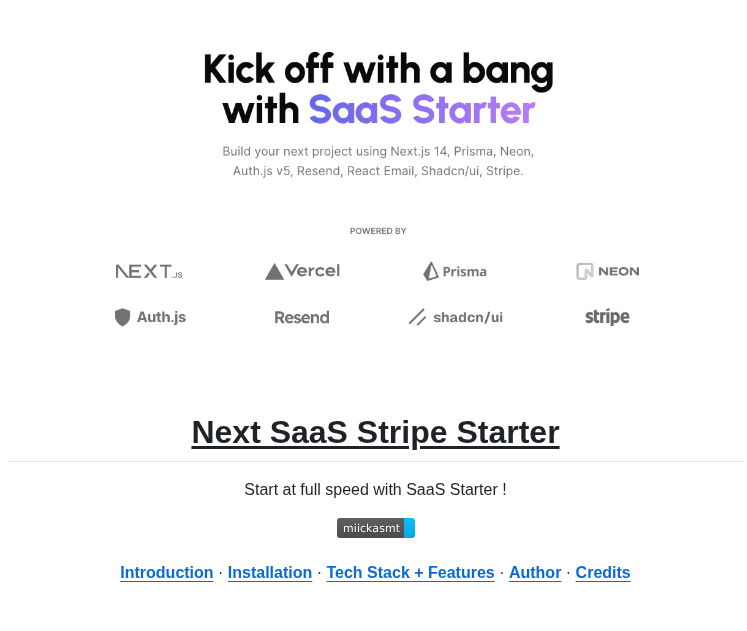 Kick off with a bang
with SaaS Starter
Build your next project using Next.js 14, Prisma, Neon,
Auth.js v5, Resend, React Email, Shadcn/ui, Stripe.
POWERED BY
NEXT.JS Vercel Prisma NEON
Auth.js Resend shadcn/ui stripe
Next SaaS Stripe Starter
Start at full speed with SaaS Starter !
miickasmt
Introduction · Installation · Tech Stack + Features · Author · Credits